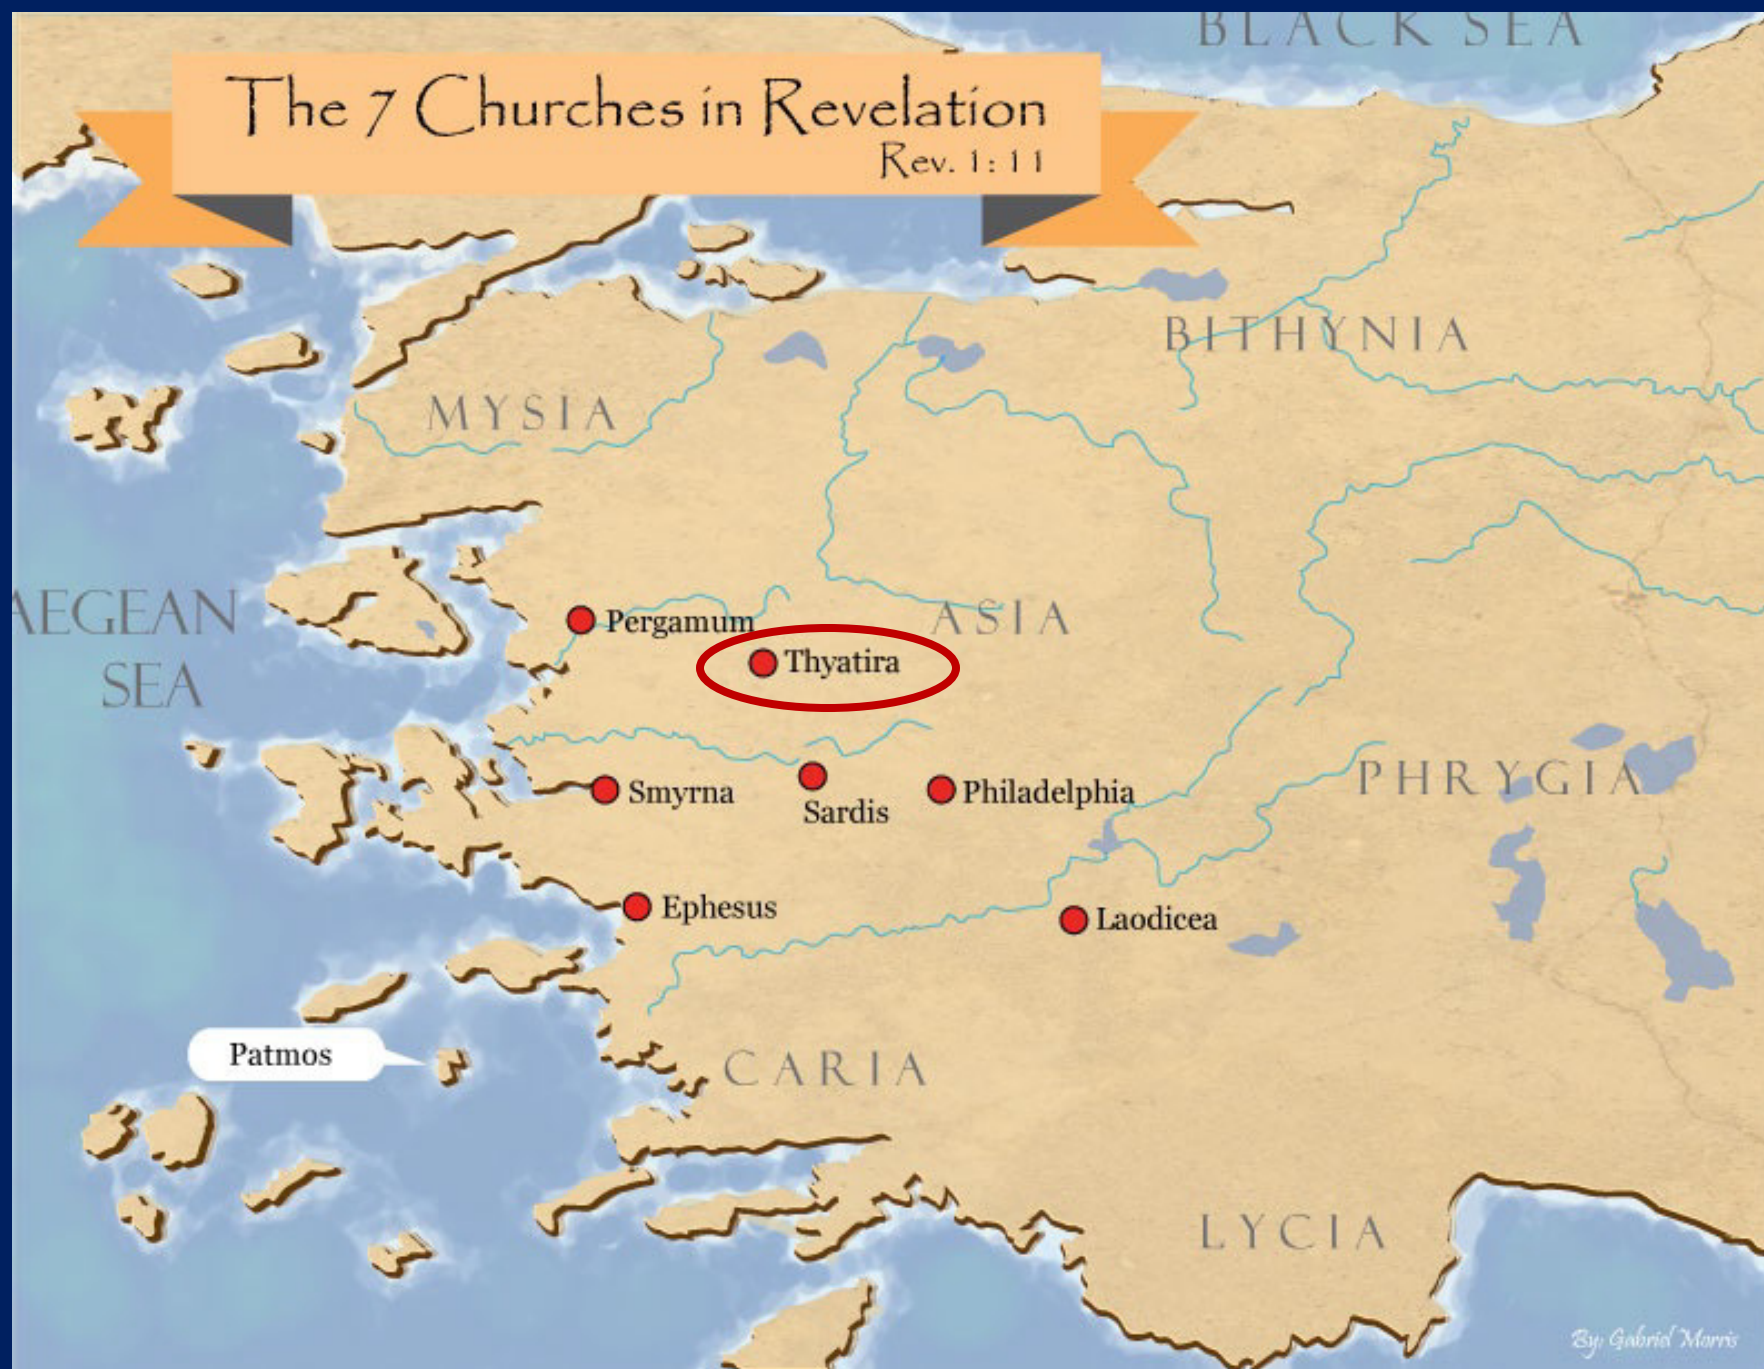 BLACK SEA
The 7 Churches in Revelation
Rev. 1:11
BITHYNIA
MYSIA
AEGEAN
SEA
ASIA
Pergamum
Thyatira
PHRYGIA
Smyrna
Sardis
Philadelphia
Ephesus
Laodicea
Patmos
CARIA
LYCIA
By: Gabriel Morris